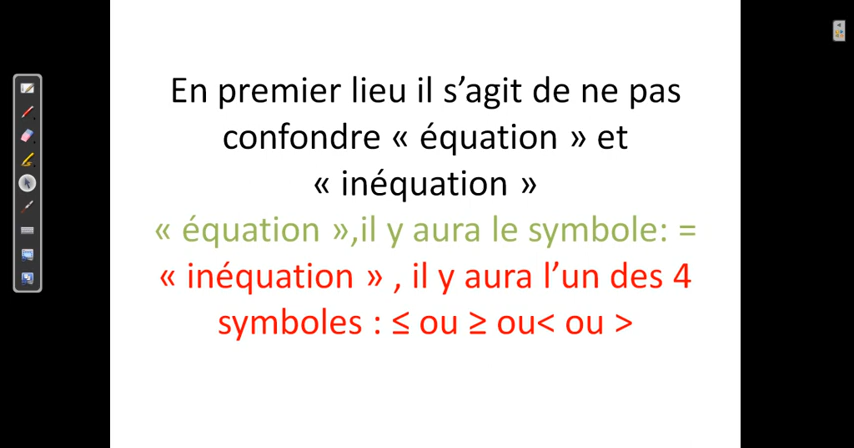 En premier lieu il s’agit de ne pas
confondre « équation » et
« inéquation »
« équation »,il y aura le symbole: =
« inéquation » , il y aura l’un des 4
symboles : ≤ ou ≥ ou< ou >